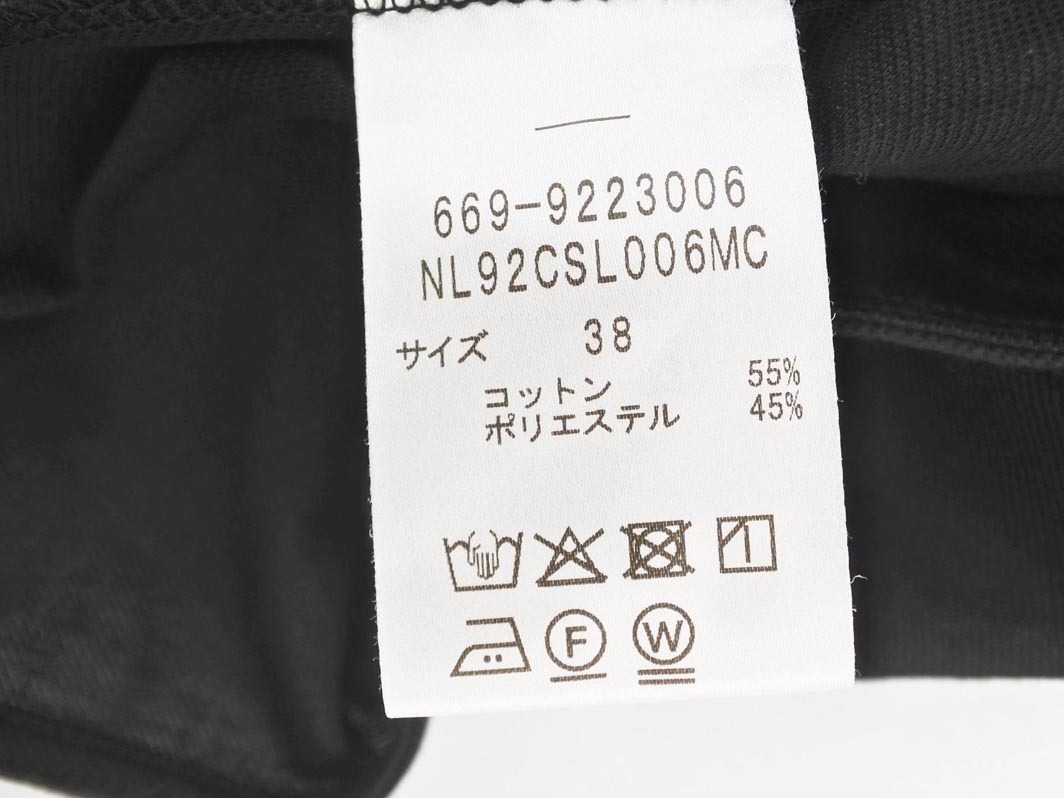 669-9223006
NL92CSL006MC
サイズ 38
コットン 55%
ポリエステル 45%
F W